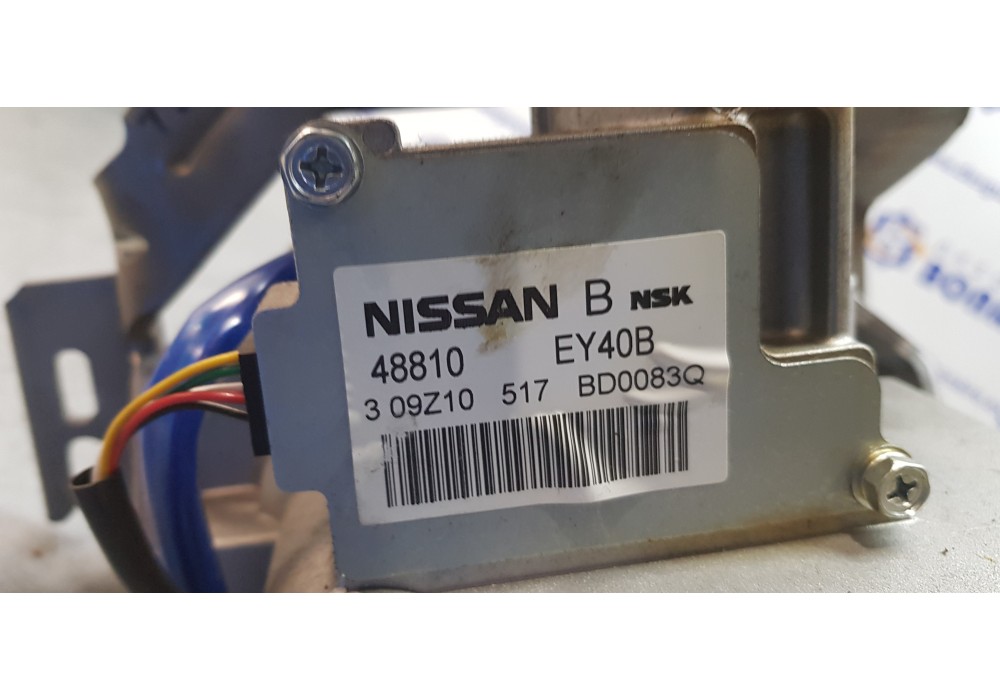 NISSAN B NSK
48810 EY40B
3 09Z10 517 BD0083Q